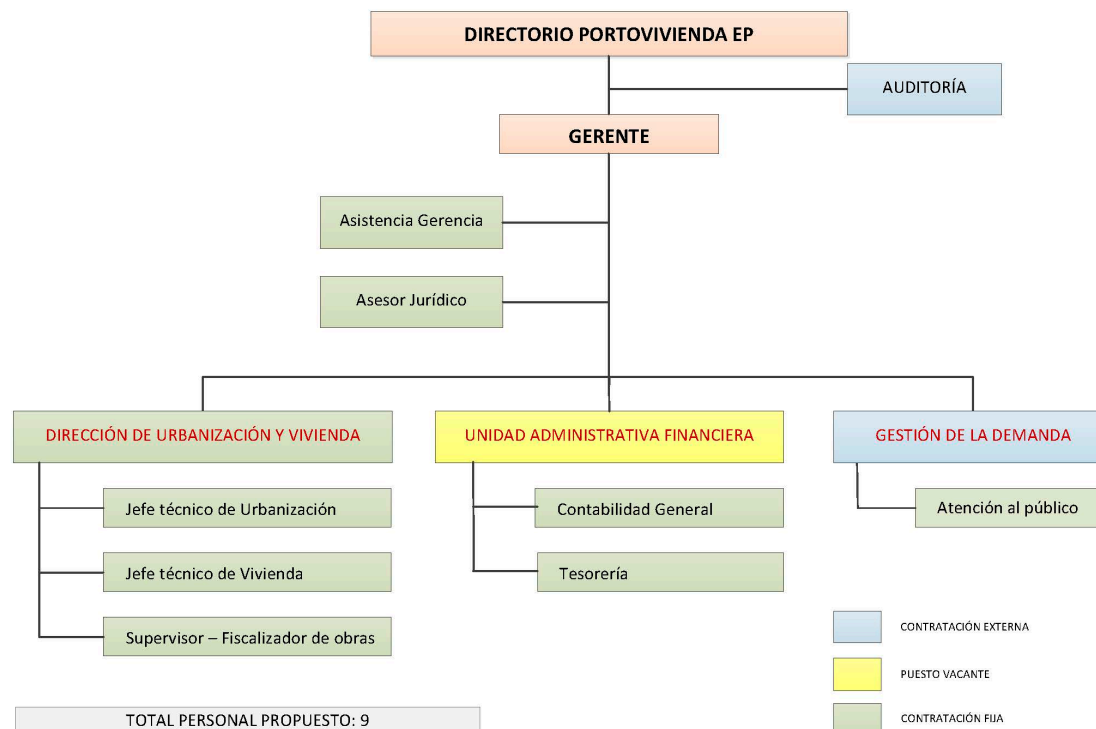 DIRECTORIO PORTOVIVIENDA EP
AUDITORÍA
GERENTE
Asistencia Gerencia
Asesor Jurídico
DIRECCIÓN DE URBANIZACIÓN Y VIVIENDA
UNIDAD ADMINISTRATIVA FINANCIERA
GESTIÓN DE LA DEMANDA
Jefe técnico de Urbanización
Jefe técnico de Vivienda
Supervisor – Fiscalizador de obras
Contabilidad General
Tesorería
Atención al público
CONTRATACIÓN EXTERNA
PUESTO VACANTE
CONTRATACIÓN FIJA
TOTAL PERSONAL PROPUESTO: 9